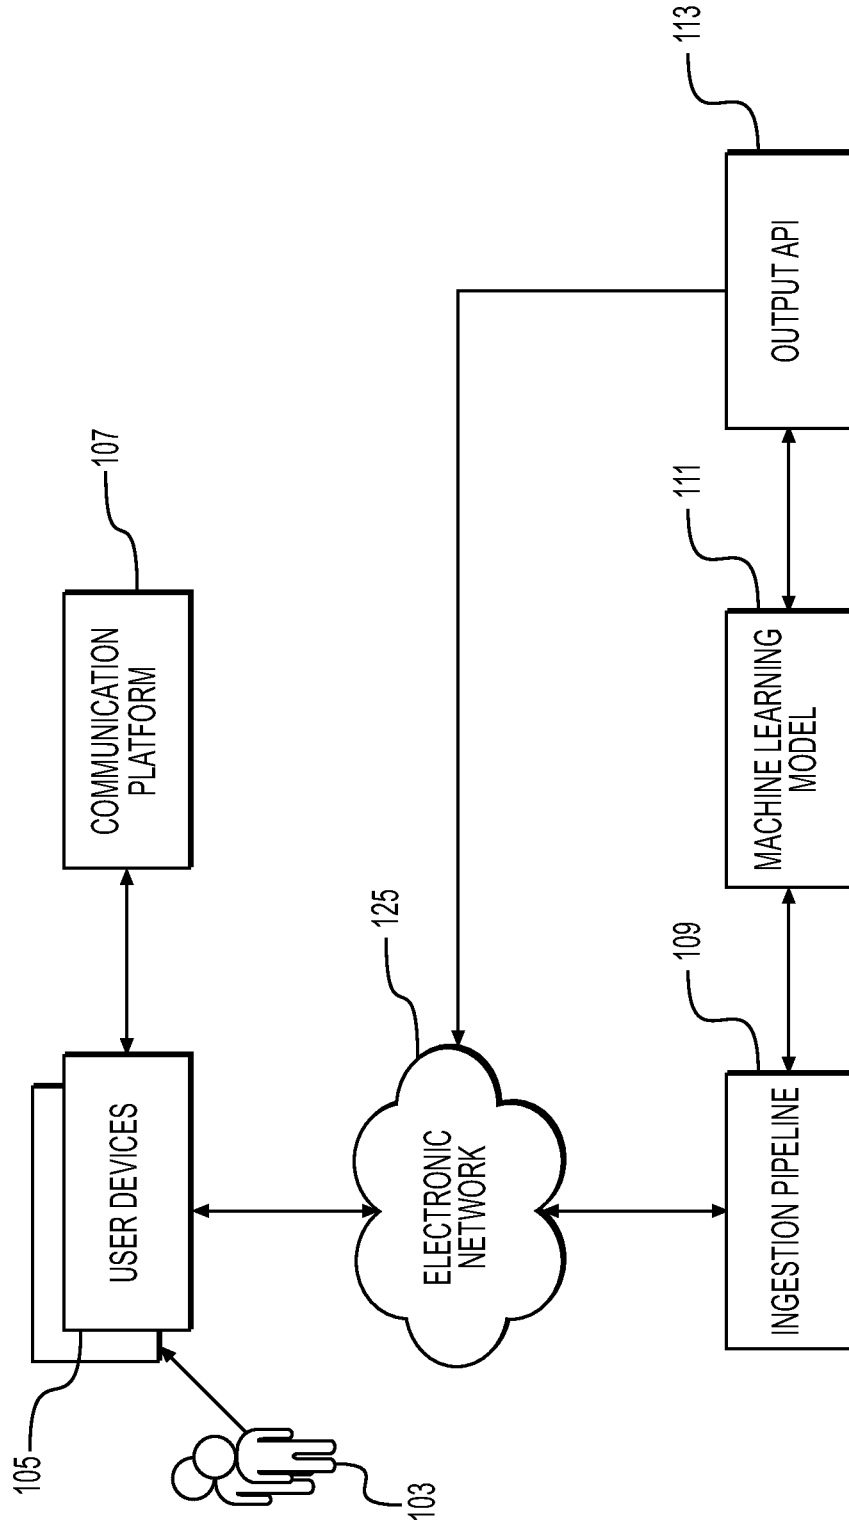 103
105
USER DEVICES
COMMUNICATION
PLATFORM
107
ELECTRONIC
NETWORK
125
INGESTION PIPELINE
109
MACHINE LEARNING
MODEL
111
OUTPUT API
113